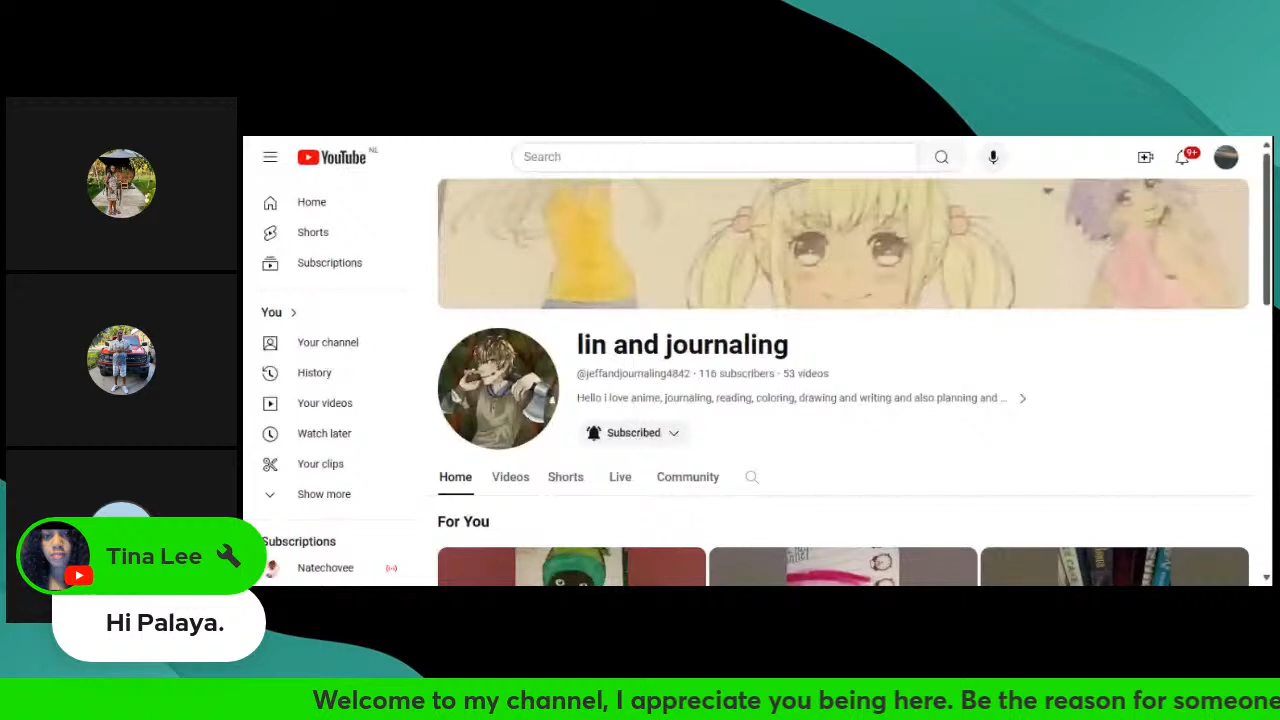 YouTube NL
Search
9+
Home
Shorts
Subscriptions
You
Your channel
History
Your videos
Watch later
Your clips
Show more
Subscriptions
Natechovee
lin and journaling
@jeffandjournaling4842 · 116 subscribers · 53 videos
Hello i love anime, journaling, reading, coloring, drawing and writing and also planning and ...
Subscribed
Home Videos Shorts Live Community
For You
Tina Lee
Hi Palaya.
Welcome to my channel, I appreciate you being here. Be the reason for someone